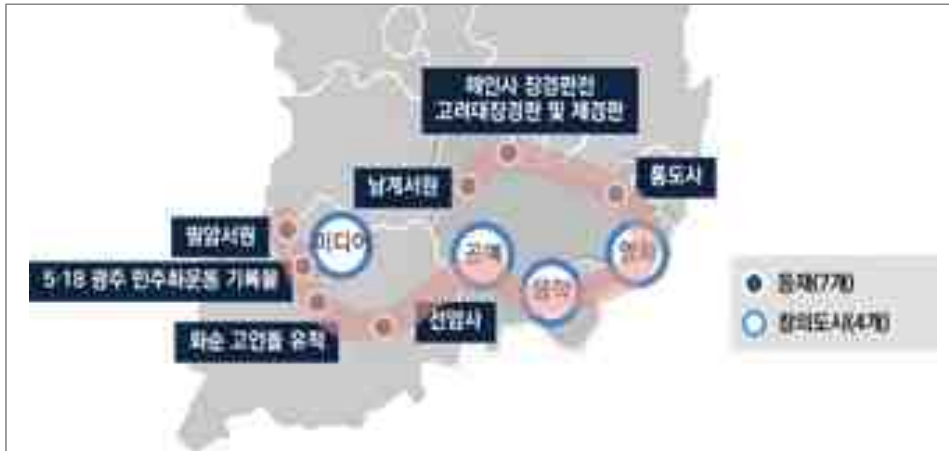 해인사 장경판전
고려대장경판 및 제경판
남계서원
통도사
필암서원
미디어
공예
음악
영화
5·18 광주 민주화운동 기록물
선암사
화순 고인돌 유적
등재(7개)
창의도시(4개)